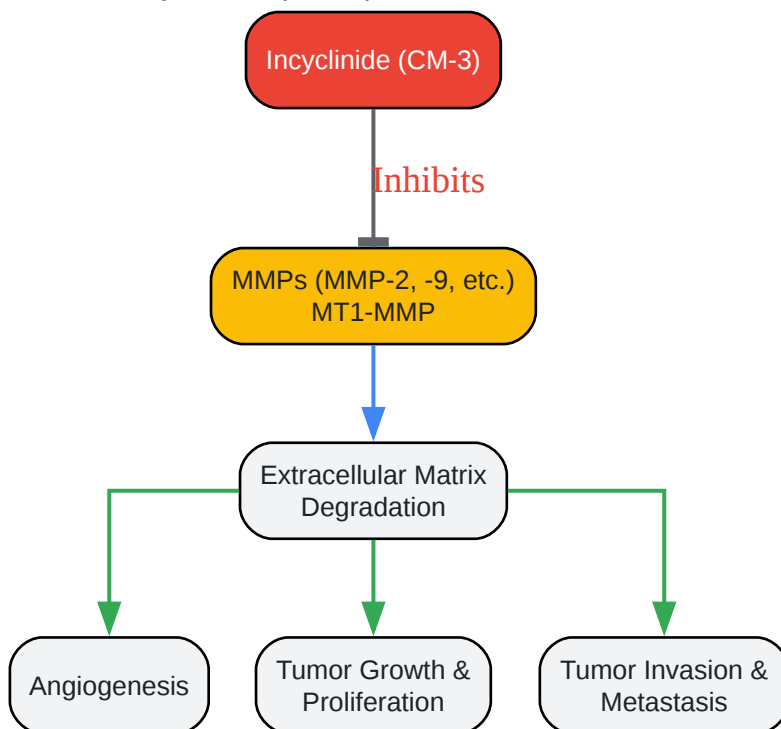 Incyclinide (CM-3)
Inhibits
MMPs (MMP-2, -9, etc.)
MT1-MMP
Extracellular Matrix
Degradation
Angiogenesis
Tumor Growth &
Proliferation
Tumor Invasion &
Metastasis